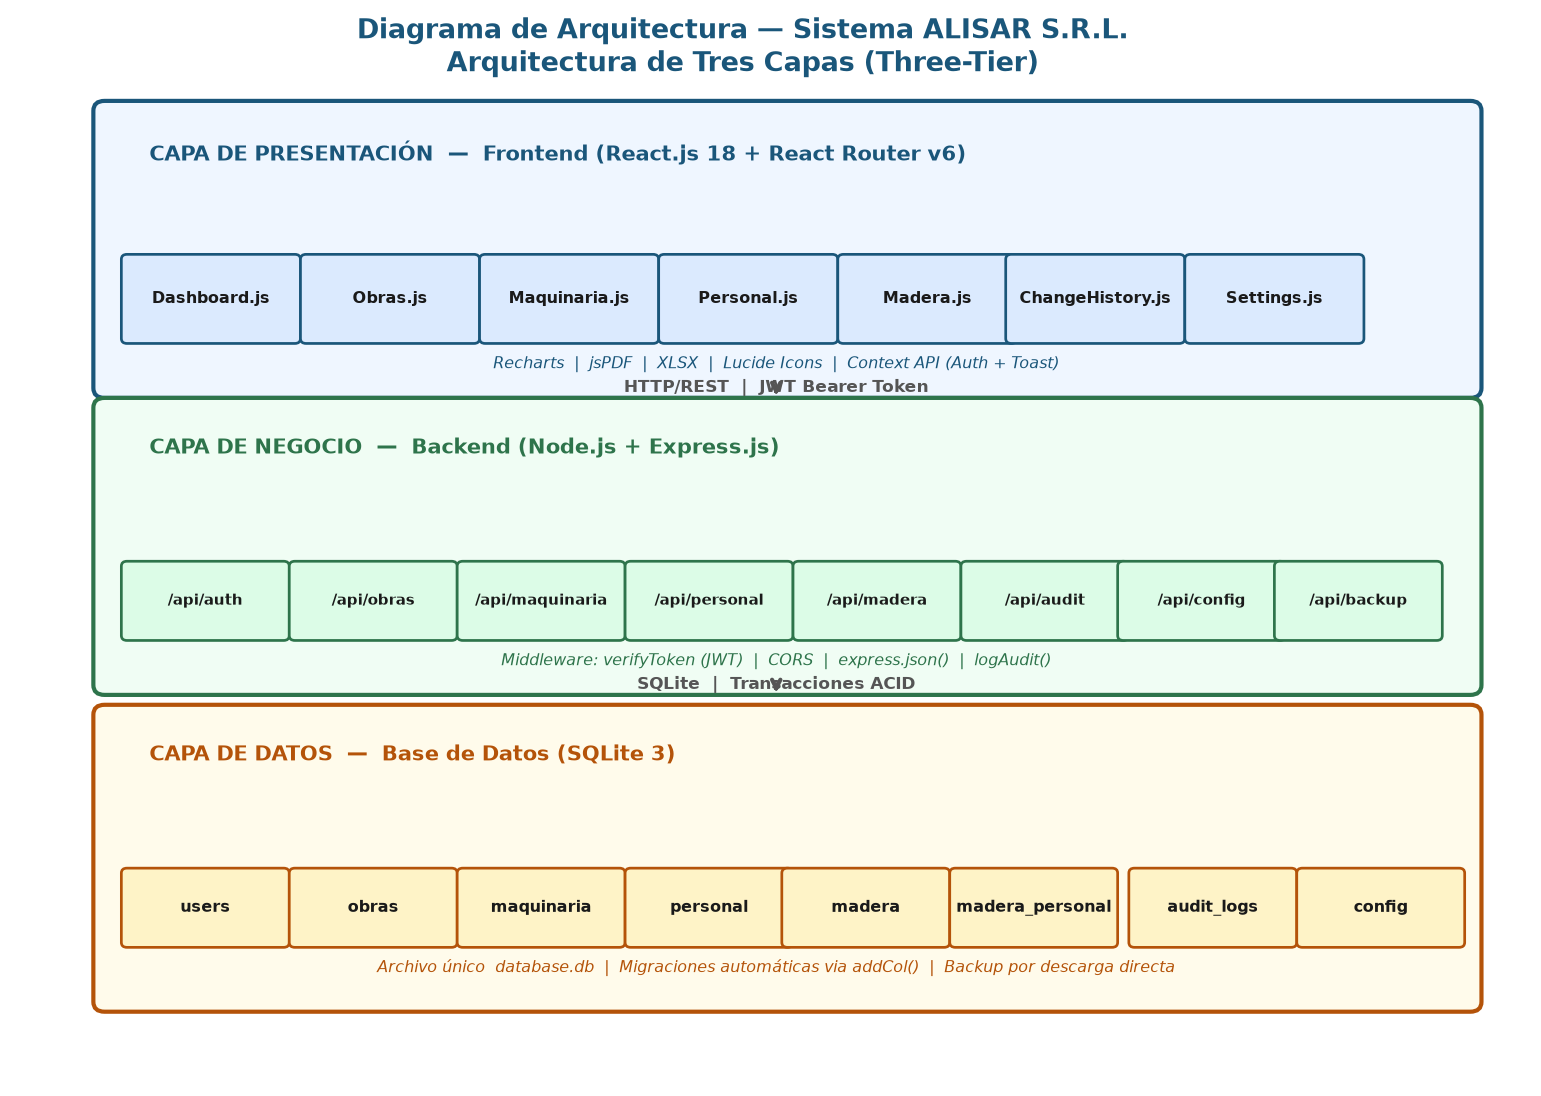 Diagrama de Arquitectura — Sistema ALISAR S.R.L.
Arquitectura de Tres Capas (Three-Tier)
CAPA DE PRESENTACIÓN — Frontend (React.js 18 + React Router v6)
Dashboard.js
Obras.js
Maquinaria.js
Personal.js
Madera.js
ChangeHistory.js
Settings.js
Recharts | jsPDF | XLSX | Lucide Icons | Context API (Auth + Toast)
HTTP/REST | JWT Bearer Token
CAPA DE NEGOCIO — Backend (Node.js + Express.js)
/api/auth
/api/obras
/api/maquinaria
/api/personal
/api/madera
/api/audit
/api/config
/api/backup
Middleware: verifyToken (JWT) | CORS | express.json() | logAudit()
SQLite | Transacciones ACID
CAPA DE DATOS — Base de Datos (SQLite 3)
users
obras
maquinaria
personal
madera
madera_personal
audit_logs
config
Archivo único database.db | Migraciones automáticas via addCol() | Backup por descarga directa